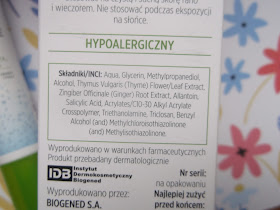 i wieczorem. Nie stosować podczas ekspozycji
na słońce.
HYPOALERGICZNY
Składniki/INCI: Aqua, Glycerin, Methylpropanediol,
Alcohol, Thymus Vulgaris (Thyme) Flower/Leaf Extract,
Zingiber Officinale (Ginger) Root Extract, Allantoin,
Salicylic Acid, Acrylates/C10-30 Alkyl Acrylate
Crosspolymer, Triethanolamine, Triclosan, Benzyl
Alcohol (and) Methylchloroisothiazolinone
(and) Methylisothiazolinone.
Wyprodukowano w warunkach farmaceutycznych
Produkt przebadany dermatologicznie
IDB Instytut
Dermokosmetyczny
Biogened
Nr serii:
na opakowaniu
Wyprodukowano przez:
BIOGENED S.A.
Najlepiej zużyć
przed końcem: